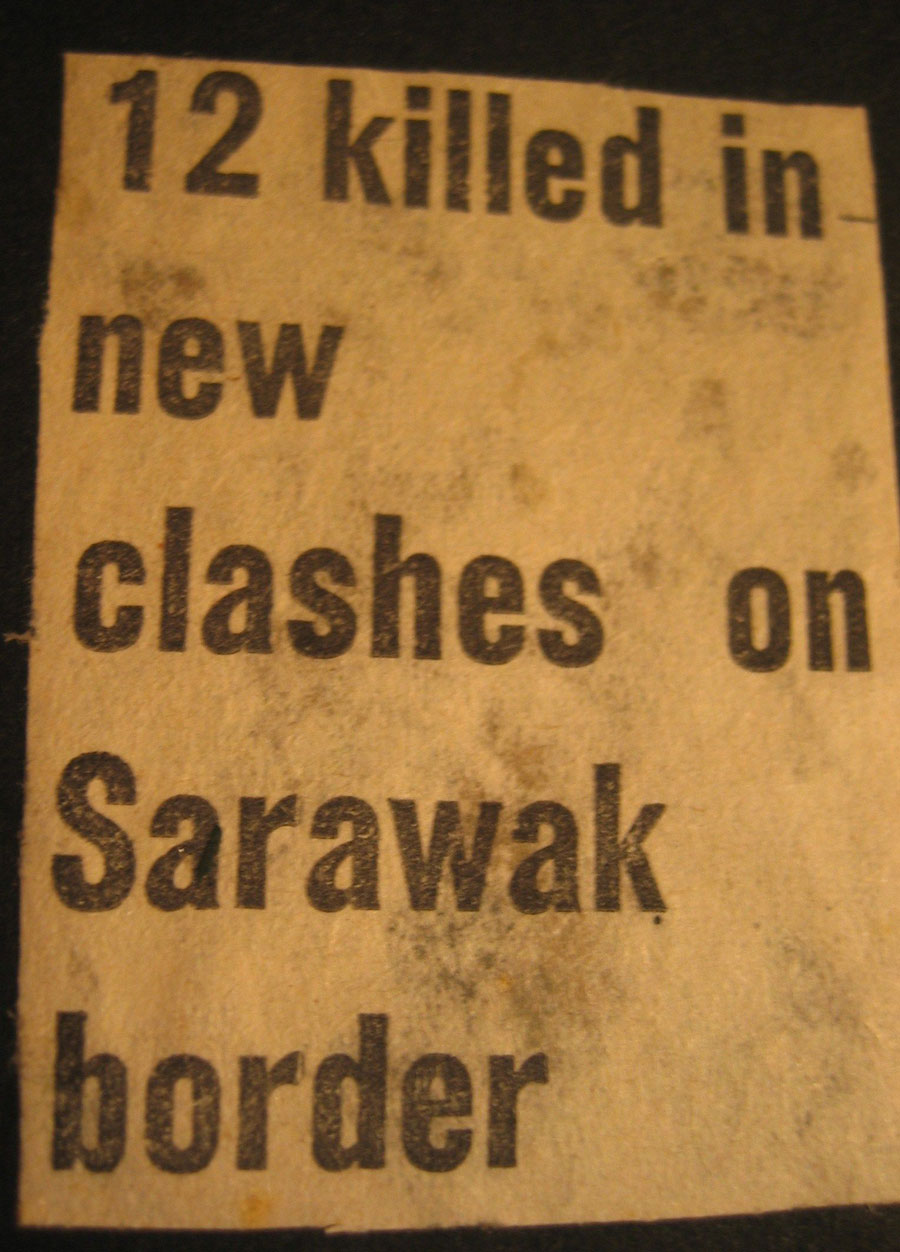 12 killed in
new
clashes on
Sarawak
border